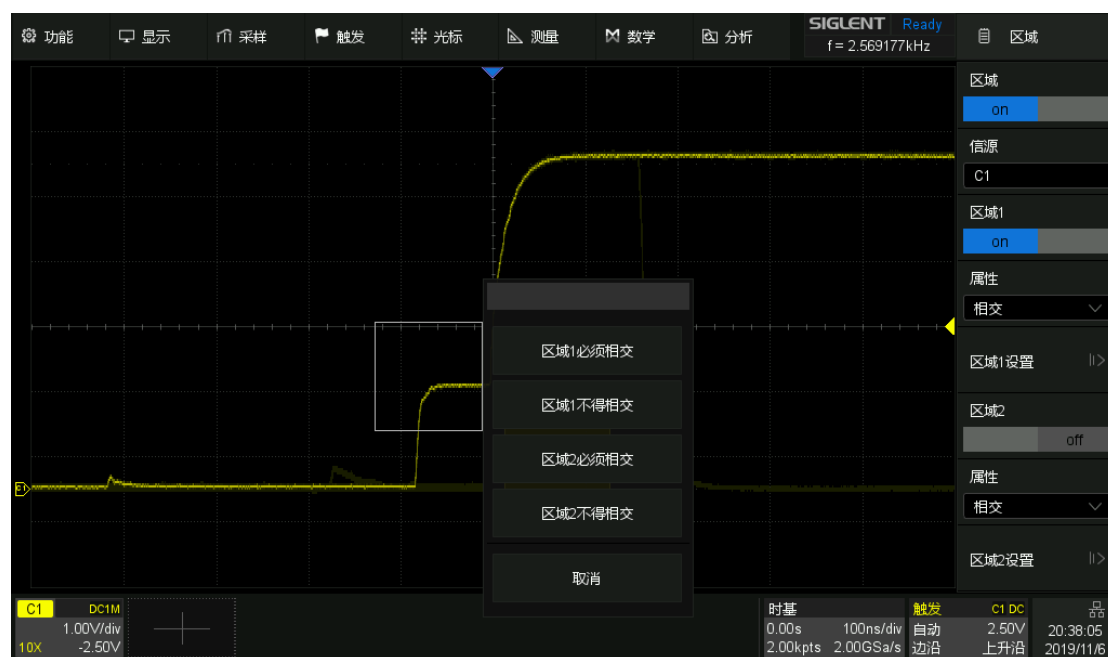 功能
显示
采样
触发
光标
测量
数学
分析
SIGLENT Ready
f = 2.569177kHz
区域
区域
on
信源
C1
区域1
on
属性
相交
区域1设置
区域2
off
属性
相交
区域2设置
区域1必须相交
区域1不得相交
区域2必须相交
区域2不得相交
取消
C1 DC1M
1.00V/div
10X -2.50V
时基
0.00s 100ns/div
2.00kpts 2.00GSa/s
触发 C1 DC
自动 2.50V
边沿 上升沿
20:38:05
2019/11/6